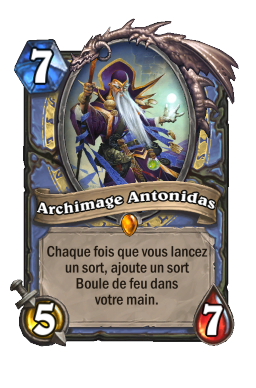 7
Archimage Antonidas
Chaque fois que vous lancez
un sort, ajoute un sort
Boule de feu dans
votre main.
5
7